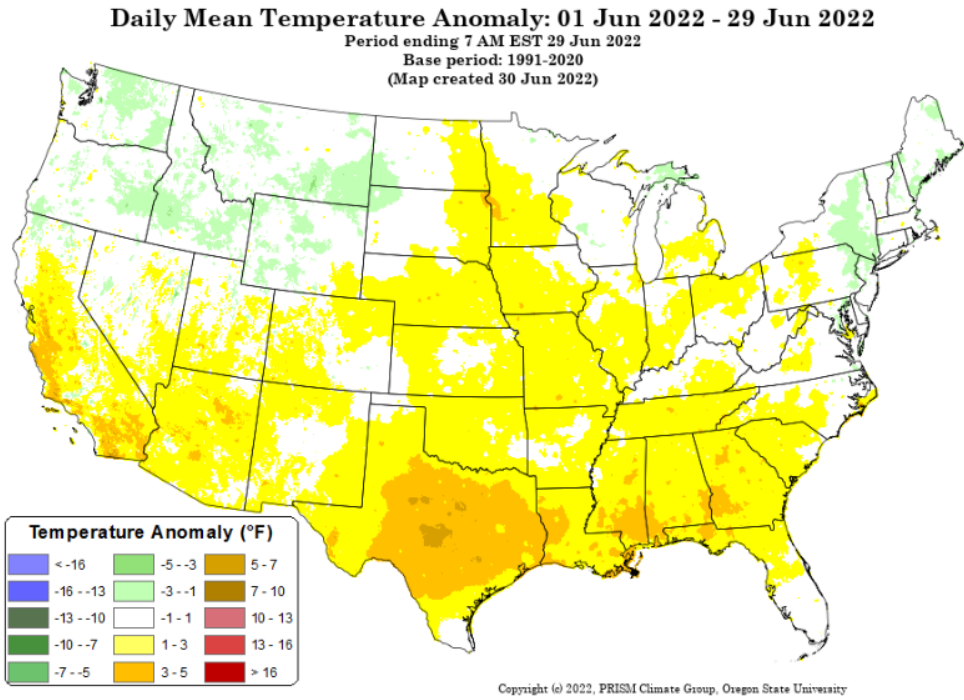 Daily Mean Temperature Anomaly: 01 Jun 2022 - 29 Jun 2022
Period ending 7 AM EST 29 Jun 2022
Base period: 1991-2020
(Map created 30 Jun 2022)
Temperature Anomaly (°F)
< -16
-16 - -13
-13 - -10
-10 - -7
-7 - -5
-5 - -3
-3 - -1
-1 - 1
1 - 3
3 - 5
5 - 7
7 - 10
10 - 13
13 - 16
> 16
Copyright (c) 2022, PRISM Climate Group, Oregon State University